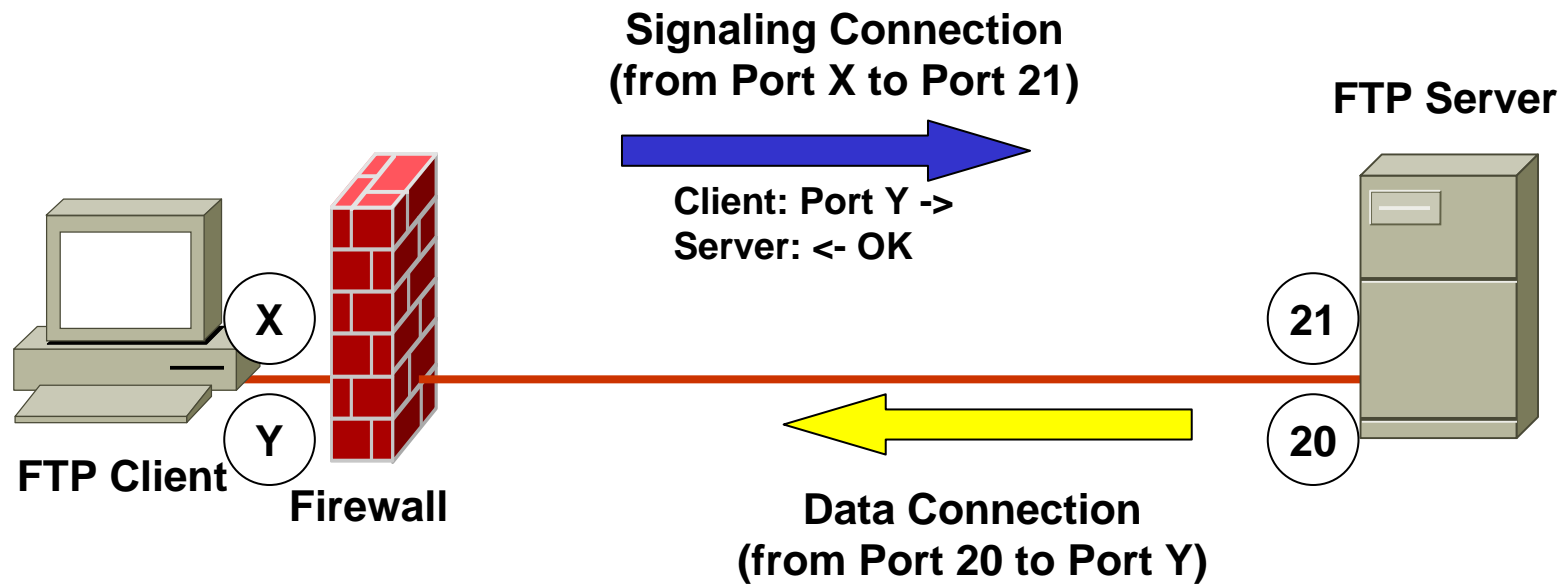 Signaling Connection
(from Port X to Port 21)
FTP Server
Client: Port Y ->
Server: <- OK
X
21
Y
20
FTP Client
Firewall
Data Connection
(from Port 20 to Port Y)